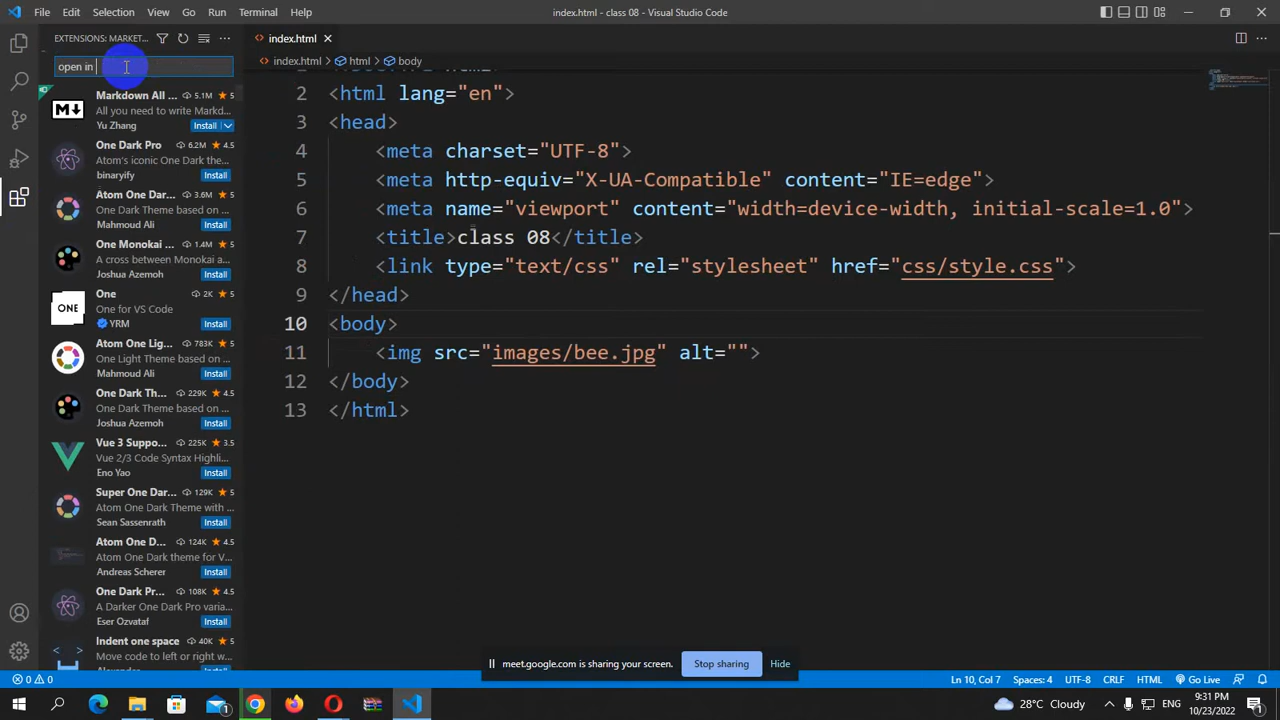 File Edit Selection View Go Run Terminal Help
index.html - class 08 - Visual Studio Code
EXTENSIONS: MARKET...
open in
Markdown All ... 5.1M 5
All you need to write Markd...
Yu Zhang Install
One Dark Pro 6.2M 4.5
Atom's iconic One Dark the...
binaryify Install
Atom One Dar... 3.6M 5
One Dark Theme based on ...
Mahmoud Ali Install
One Monokai ... 1.4M 5
A cross between Monokai a...
Joshua Azemoh Install
ONE
One 2K 5
One for VS Code
YRM Install
Atom One Lig... 783K 5
One Light Theme based on ...
Mahmoud Ali Install
One Dark Th... 229K 4.5
One Dark Theme based on ...
Joshua Azemoh Install
Vue 3 Suppo... 225K 3.5
Vue 2/3 Code Syntax Highli...
Eno Yao Install
Super One Dar... 129K 5
Atom One Dark Theme with ...
Sean Sassenrath Install
Atom One D... 124K 4.5
Atom One Dark theme for V...
Andreas Scherer Install
One Dark Pr... 108K 4.5
A Darker One Dark Pro varia...
Eser Ozvataf Install
Indent one space 40K 5
Move code to left or right w...
index.html
index.html > html > body
2 <html lang="en">
3 <head>
4 <meta charset="UTF-8">
5 <meta http-equiv="X-UA-Compatible" content="IE=edge">
6 <meta name="viewport" content="width=device-width, initial-scale=1.0">
7 <title>class 08</title>
8 <link type="text/css" rel="stylesheet" href="css/style.css">
9 </head>
10 <body>
11 <img src="images/bee.jpg" alt="">
12 </body>
13 </html>
meet.google.com is sharing your screen. Stop sharing Hide
0 0 Ln 10, Col 7 Spaces: 4 UTF-8 CRLF HTML Go Live
28°C Cloudy ENG 9:31 PM
10/23/2022